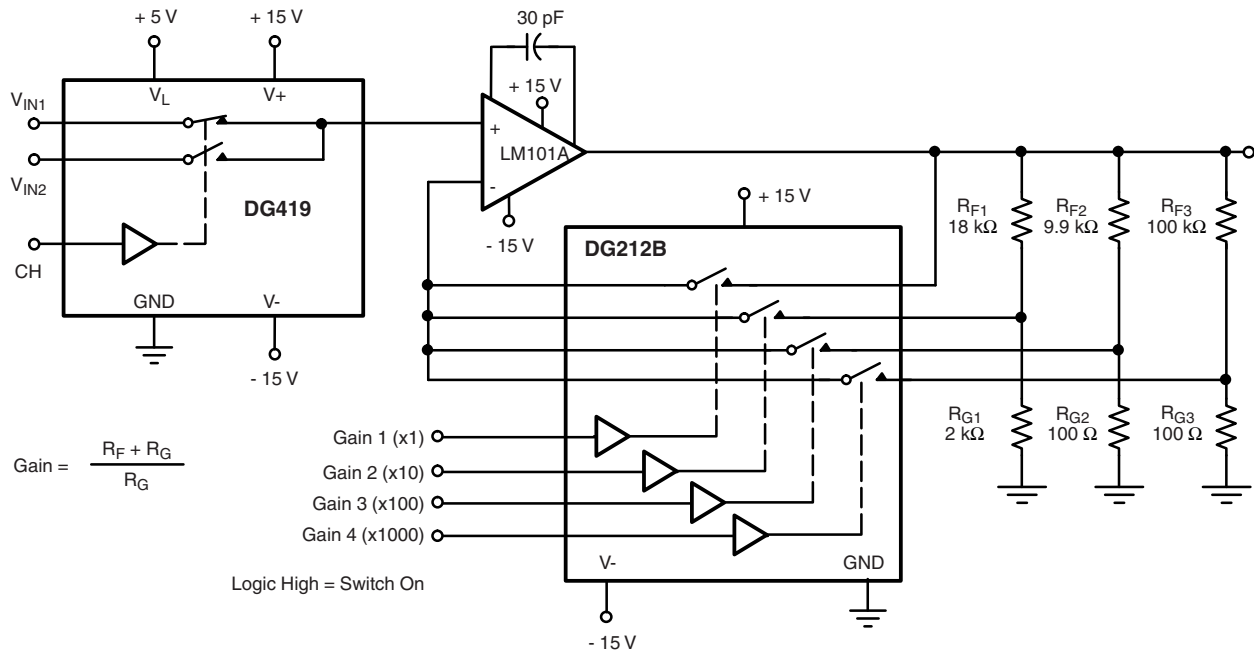 + 5 V
+ 15 V
30 pF
V_L
V+
V_IN1
+ 15 V
+
LM101A
V_IN2
-
DG419
+ 15 V
R_F1
18 kΩ
R_F2
9.9 kΩ
R_F3
100 kΩ
- 15 V
CH
DG212B
GND
V-
- 15 V
R_G1
2 kΩ
R_G2
100 Ω
R_G3
100 Ω
Gain = R_F + R_G
R_G
Gain 1 (x1)
Gain 2 (x10)
Gain 3 (x100)
Gain 4 (x1000)
V-
GND
Logic High = Switch On
- 15 V